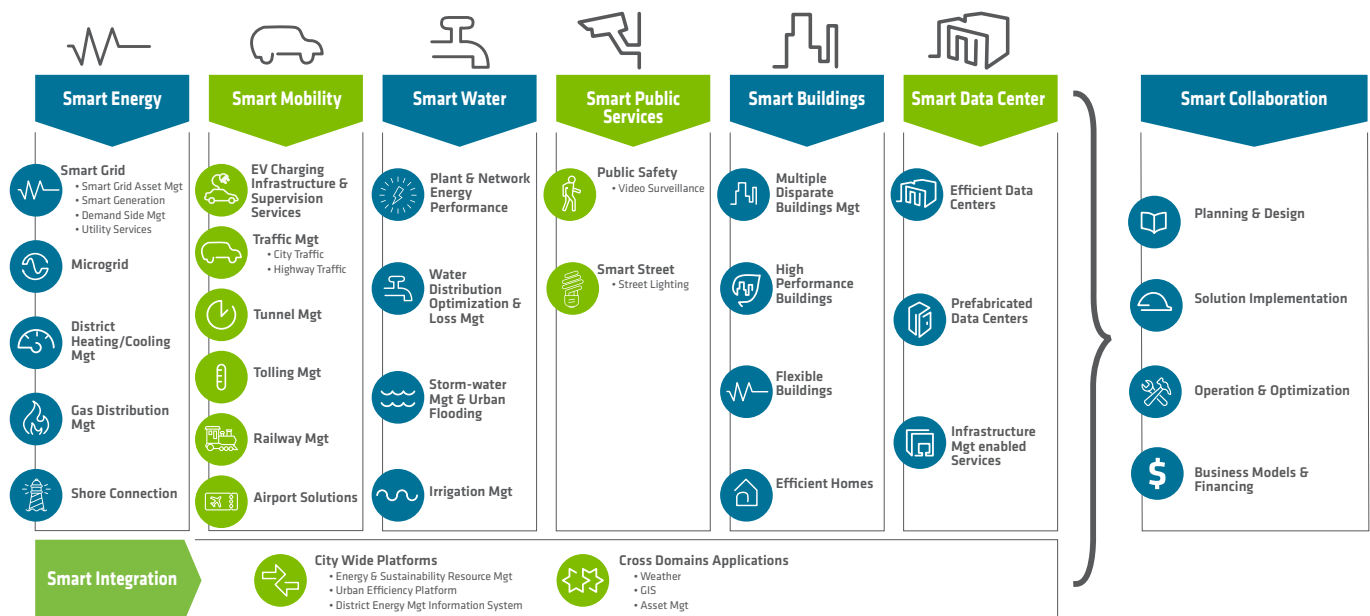 Smart Energy
Smart Grid
• Smart Grid Asset Mgt
• Smart Generation
• Demand Side Mgt
• Utility Services
Microgrid
District
Heating/Cooling
Mgt
Gas Distribution
Mgt
Shore Connection
Smart Mobility
EV Charging
Infrastructure &
Supervision
Services
Traffic Mgt
• City Traffic
• Highway Traffic
Tunnel Mgt
Tolling Mgt
Railway Mgt
Airport Solutions
Smart Water
Plant & Network
Energy
Performance
Water
Distribution
Optimization &
Loss Mgt
Storm-water
Mgt & Urban
Flooding
Irrigation Mgt
Smart Public
Services
Public Safety
• Video Surveillance
Smart Street
• Street Lighting
Smart Buildings
Multiple
Disparate
Buildings Mgt
High
Performance
Buildings
Flexible
Buildings
Efficient Homes
Smart Data Center
Efficient Data
Centers
Prefabricated
Data Centers
Infrastructure
Mgt enabled
Services
Smart Collaboration
Planning & Design
Solution Implementation
Operation & Optimization
$
Business Models &
Financing
Smart Integration
City Wide Platforms
• Energy & Sustainability Resource Mgt
• Urban Efficiency Platform
• District Energy Mgt Information System
Cross Domains Applications
• Weather
• GIS
• Asset Mgt